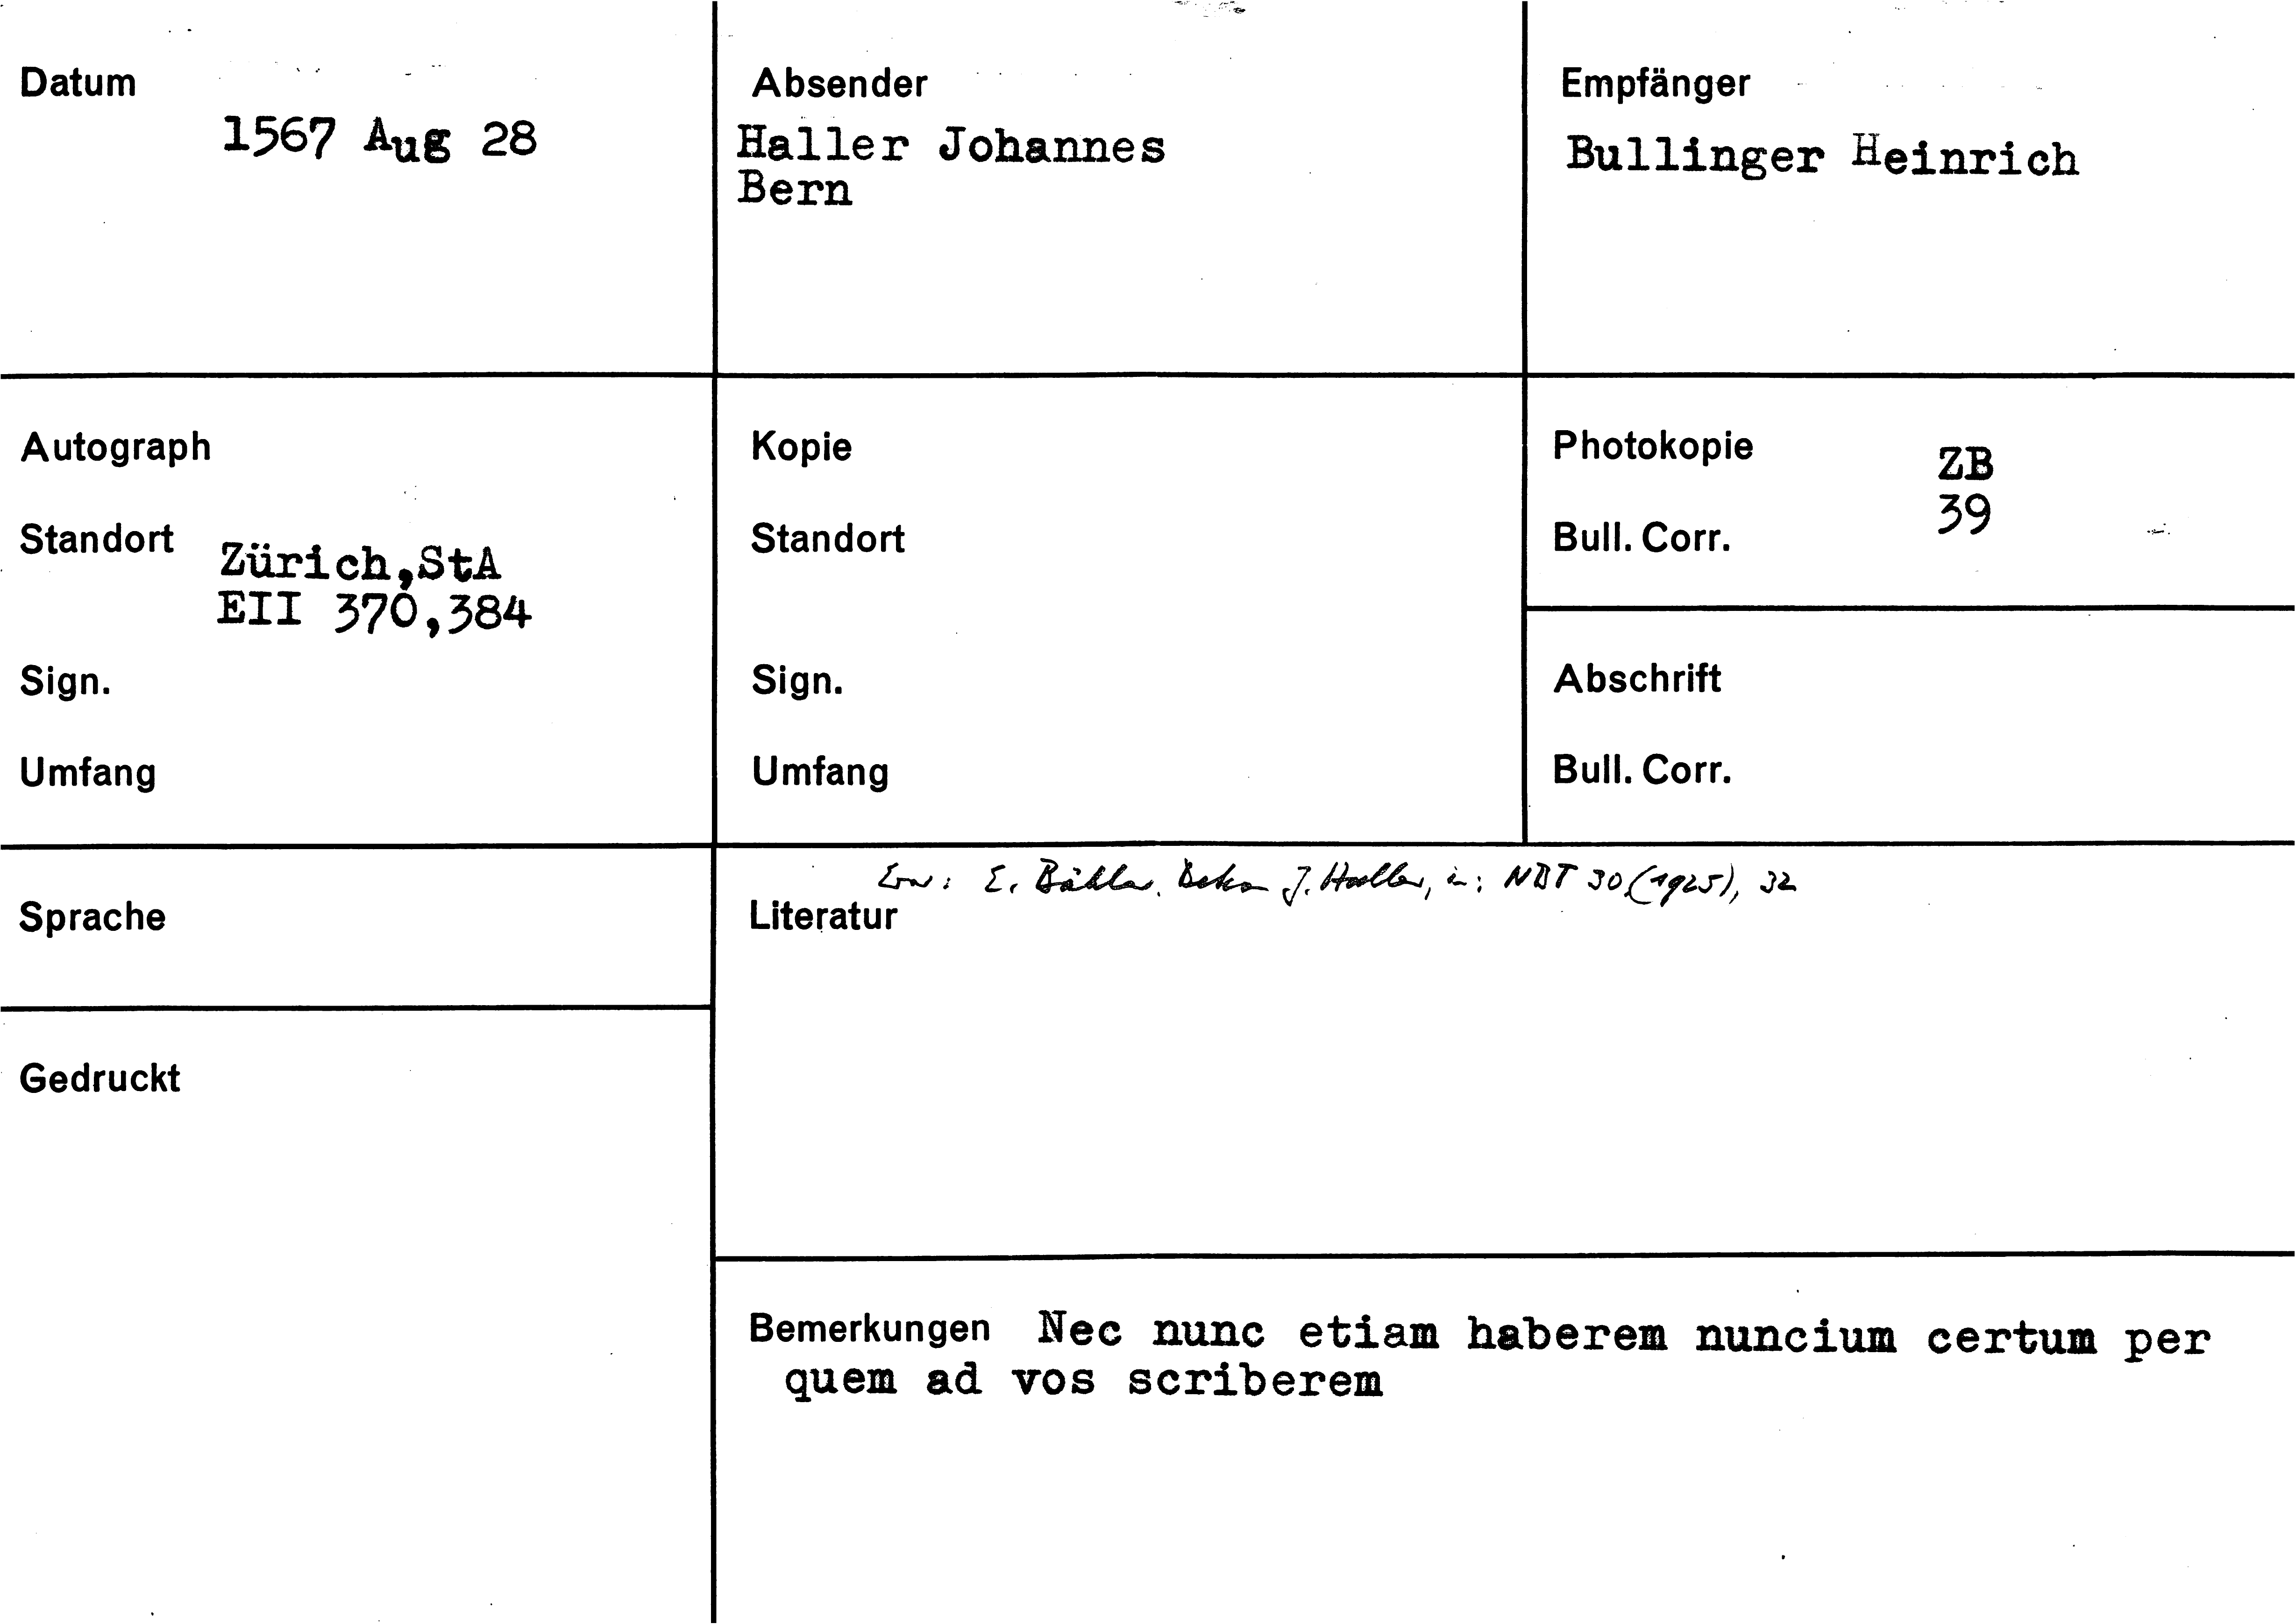 Datum
1567 Aug 28
Absender
Haller Johannes
Bern
Empfänger
Bullinger Heinrich
Autograph
Standort
Zürich,StA
EII 370,384
Sign.
Umfang
Kopie
Standort
Sign.
Umfang
Photokopie ZB
Bull. Corr. 39
Abschrift
Bull. Corr.
Sprache
Gedruckt
E. Bähler, Dekan J. Haller, in: NBT 30 (1925), 32
Literatur
Bemerkungen Nec nunc etiam haberem nuncium certum per
quem ad vos scriberem